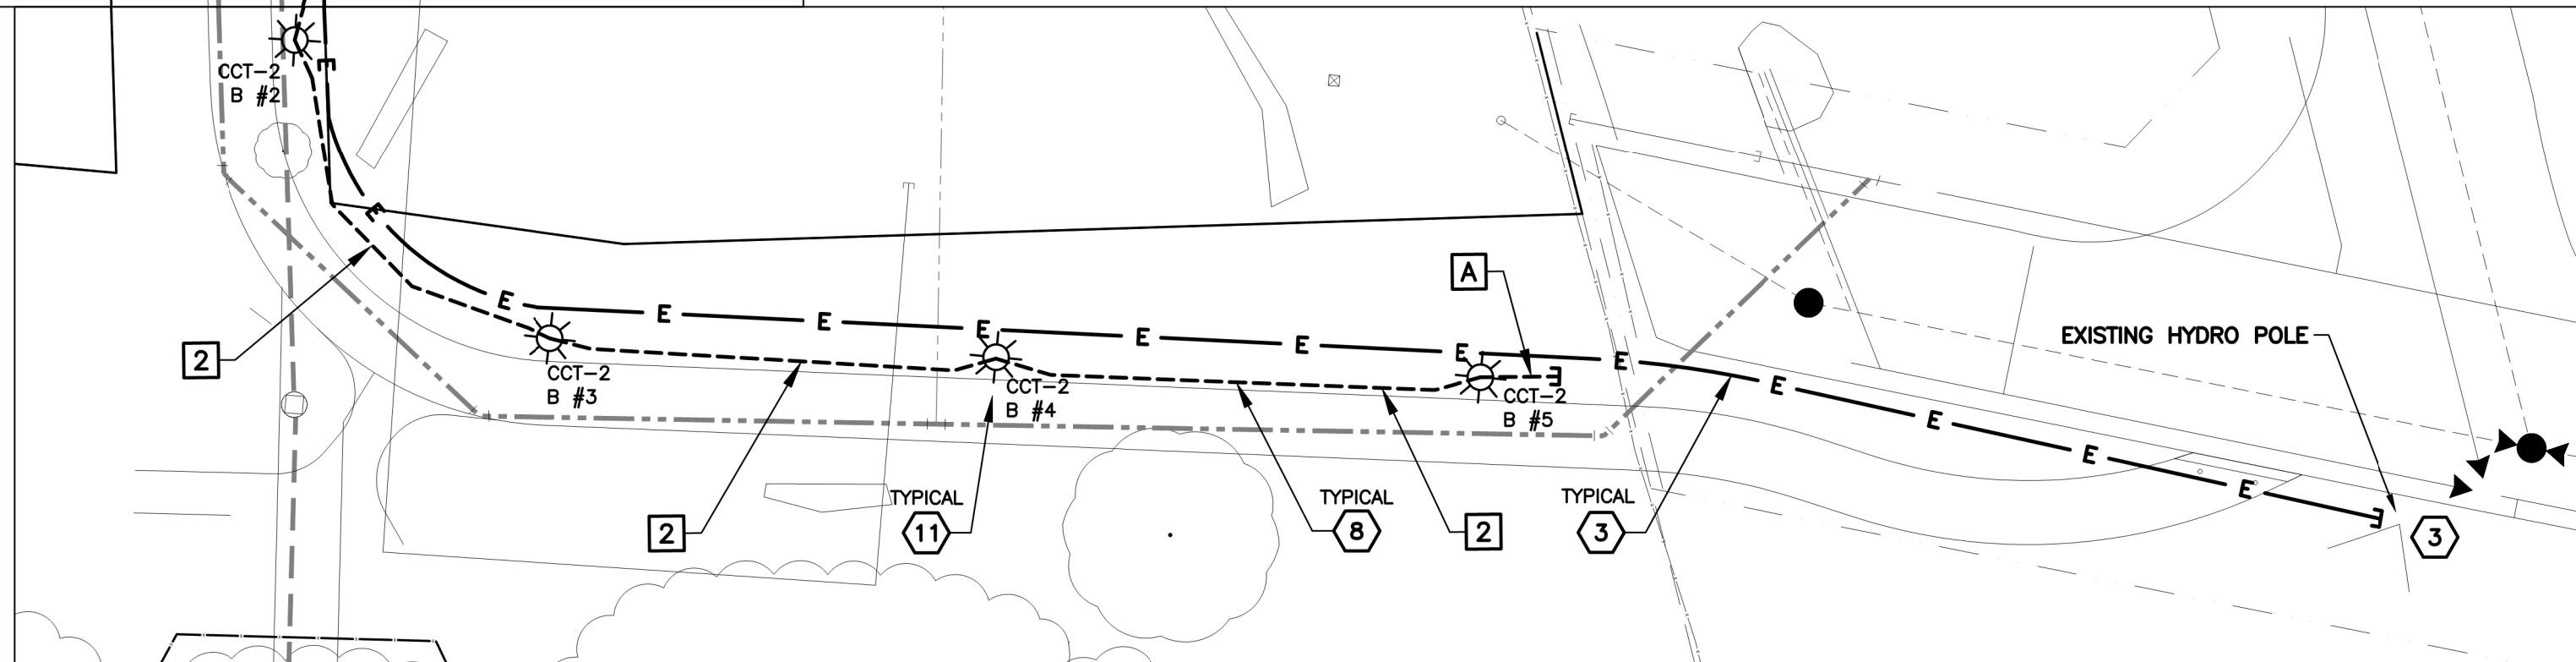 CCT-2
B #2
E
E
A
E
E
E
E
E
E
E
E
E
E
E
E
EXISTING HYDRO POLE
2
CCT-2
B #3
CCT-2
B #4
CCT-2
B #5
2
TYPICAL
11
TYPICAL
8
2
TYPICAL
3
3